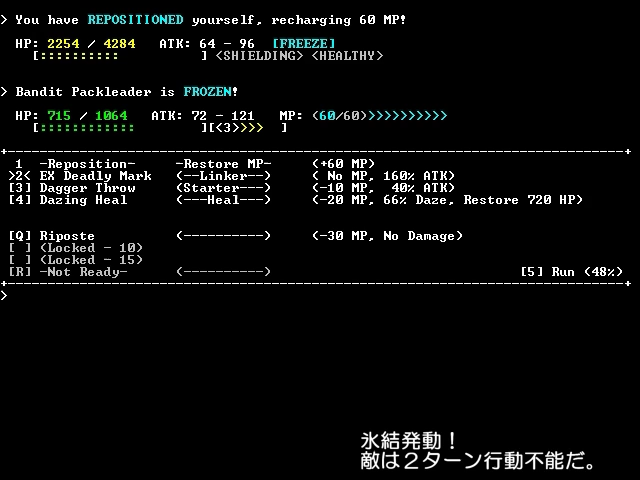 > You have REPOSITIONED yourself, recharging 60 MP!
HP: 2254 / 4284 ATK: 64 - 96 [FREEZE]
[:::::::::: ] <SHIELDING> <HEALTHY>
> Bandit Packleader is FROZEN!
HP: 715 / 1064 ATK: 72 - 121 MP: (60/60)>>>>>>>>>>
[:::::::::::: ][<3>>>> ]
1 -Reposition- -Restore MP- (+60 MP)
>2< EX Deadly Mark (--Linker--) ( No MP, 160% ATK)
[3] Dagger Throw (Starter---) (-10 MP, 40% ATK)
[4] Dazing Heal (---Heal---) (-20 MP, 66% Daze, Restore 720 HP)
[Q] Riposte (----------) (-30 MP, No Damage)
[ ] (Locked - 10)
[ ] (Locked - 15)
[R] -Not Ready- (----------) [5] Run (48%)
>
氷結発動！
敵は２ターン行動不能だ。